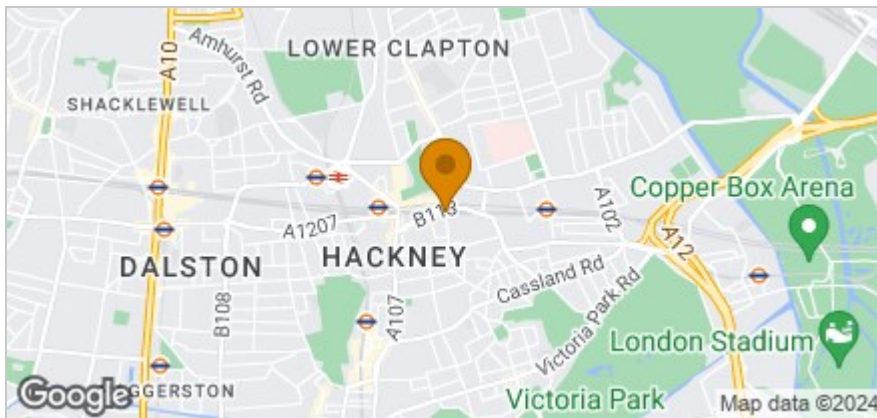 LOWER CLAPTON
Amhurst Rd
A10
SHACKLEWELL
A102
Copper Box Arena
B113
A1207
A12
HACKNEY
DALSTON
Cassland Rd
B108
A107
Victoria Park Rd
London Stadium
GGERSTON
Google
Victoria Park
Map data ©2024